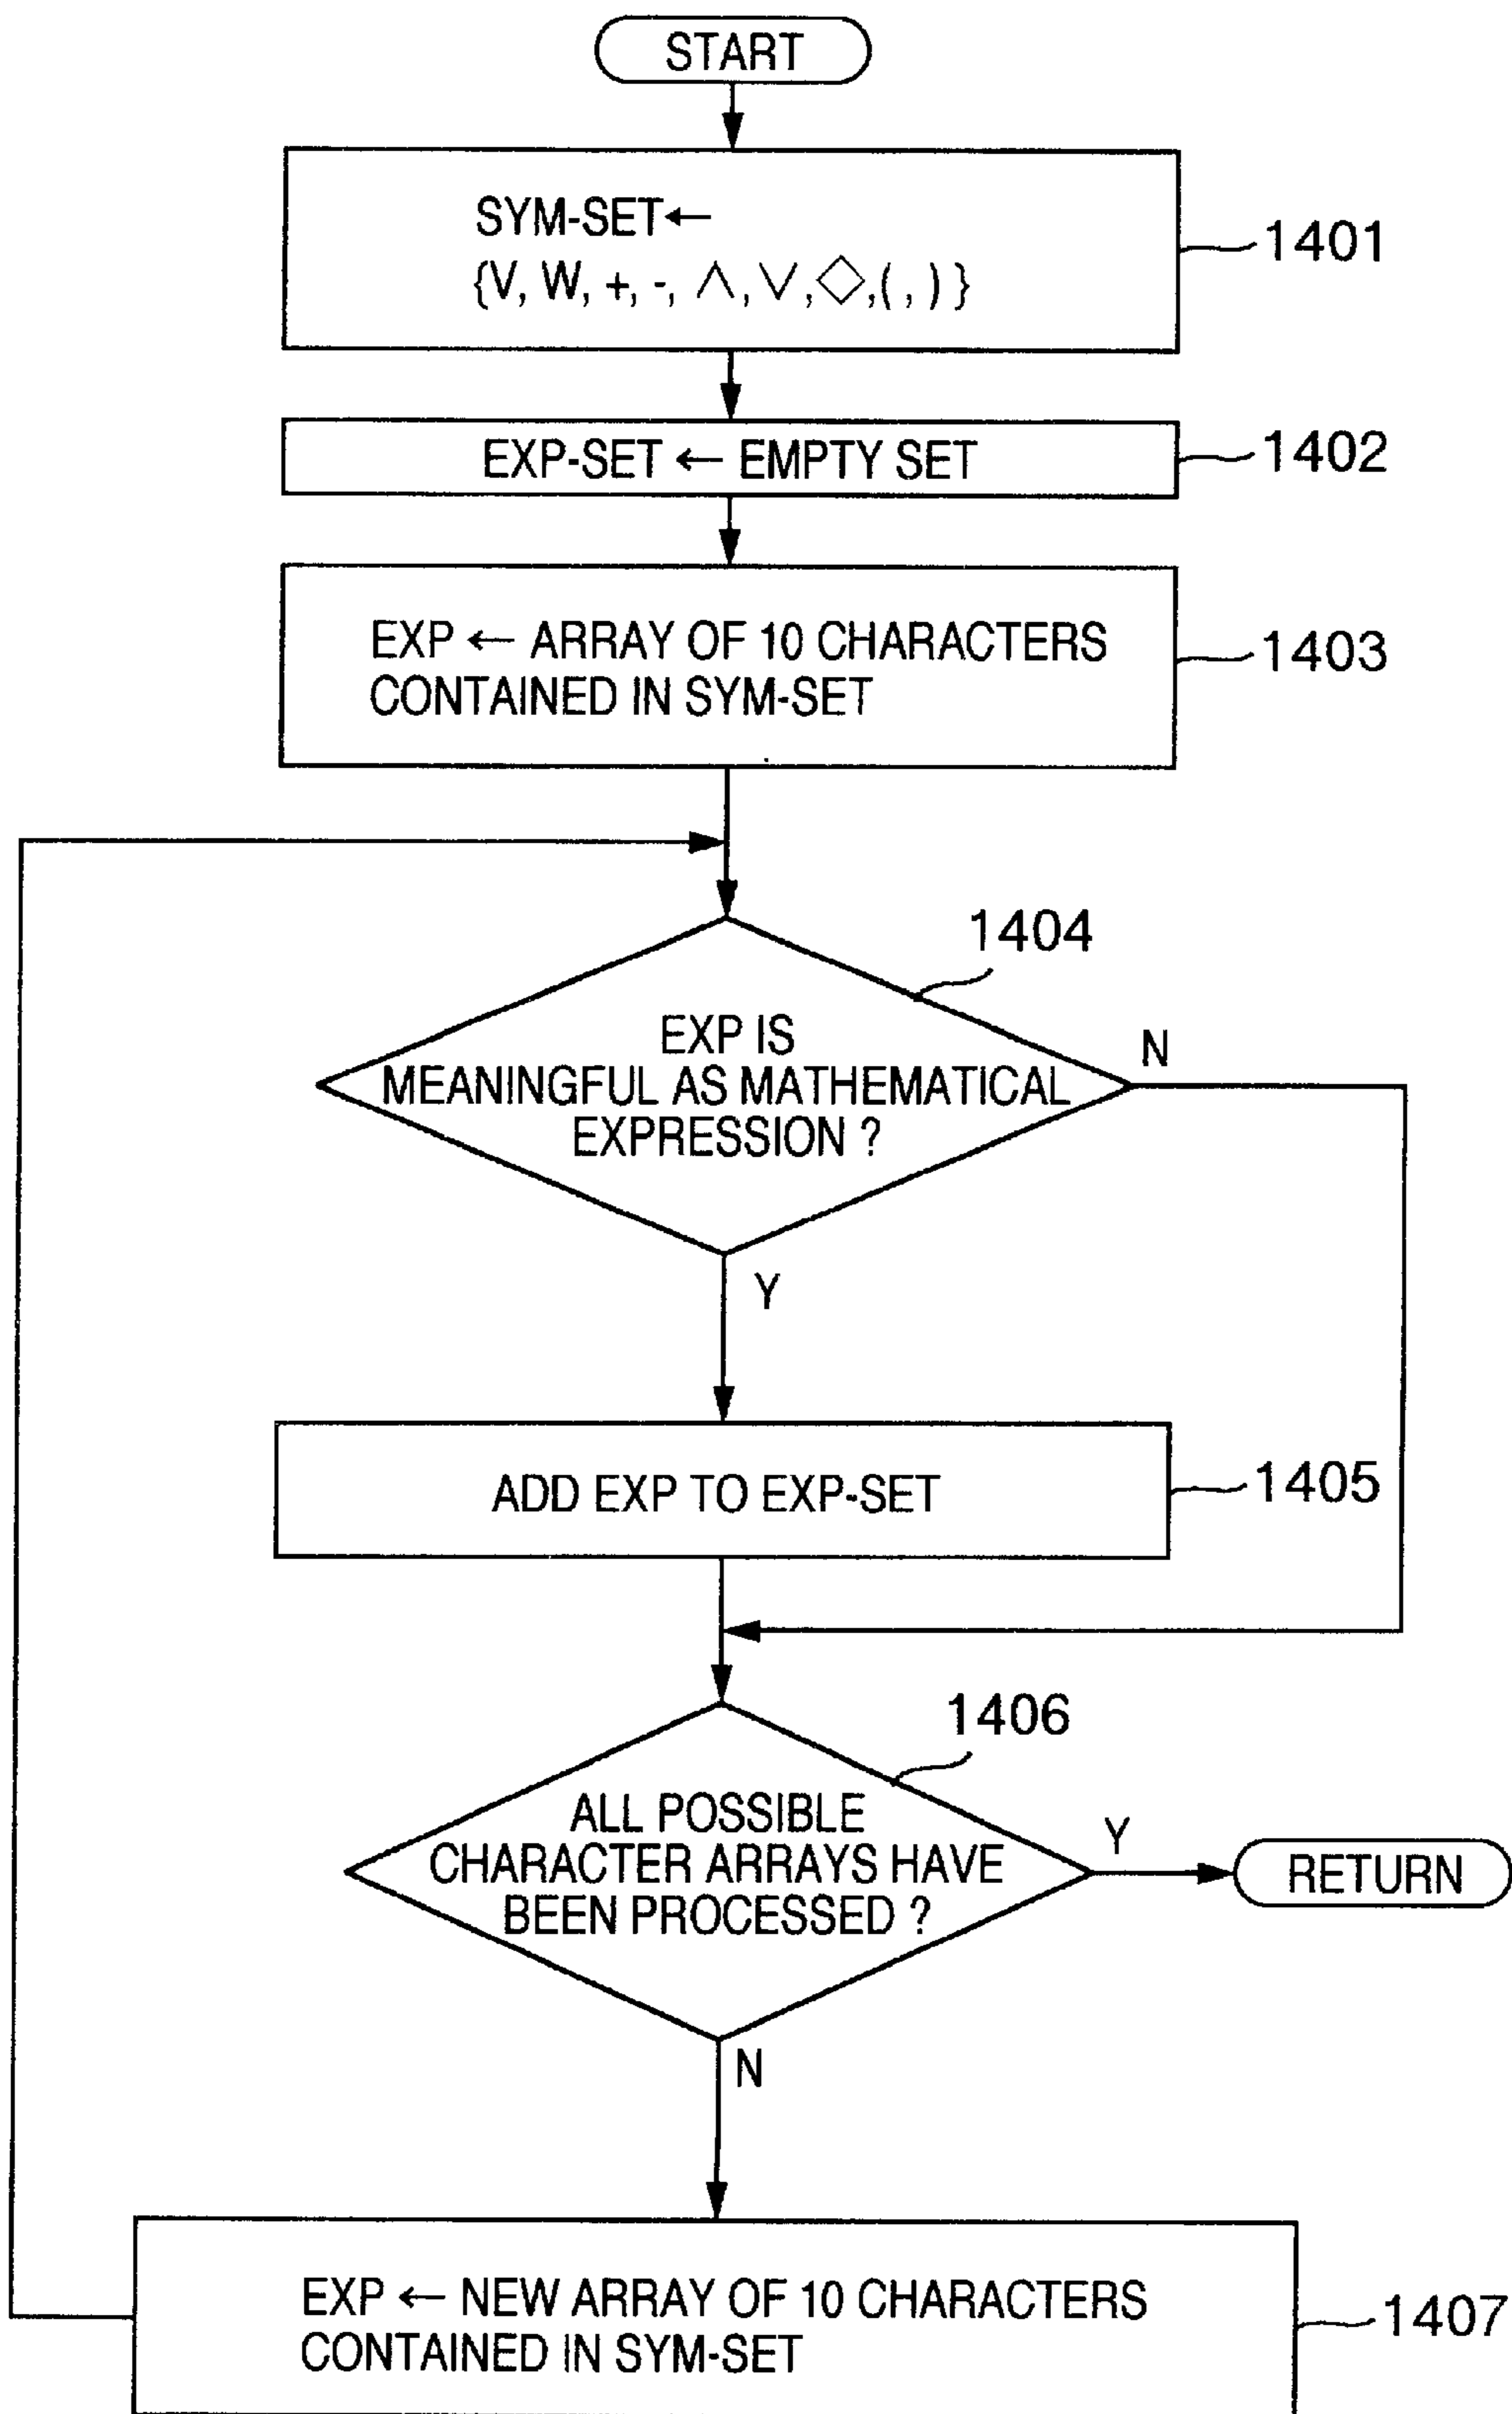 START
SYM-SET←
{V, W, +, -, ∧, ∨, ◇, (, ) }
1401
EXP-SET ← EMPTY SET
1402
EXP ← ARRAY OF 10 CHARACTERS
CONTAINED IN SYM-SET
1403
1404
EXP IS
MEANINGFUL AS MATHEMATICAL
EXPRESSION ?
N
Y
ADD EXP TO EXP-SET
1405
1406
ALL POSSIBLE
CHARACTER ARRAYS HAVE
BEEN PROCESSED ?
Y
RETURN
N
EXP ← NEW ARRAY OF 10 CHARACTERS
CONTAINED IN SYM-SET
1407